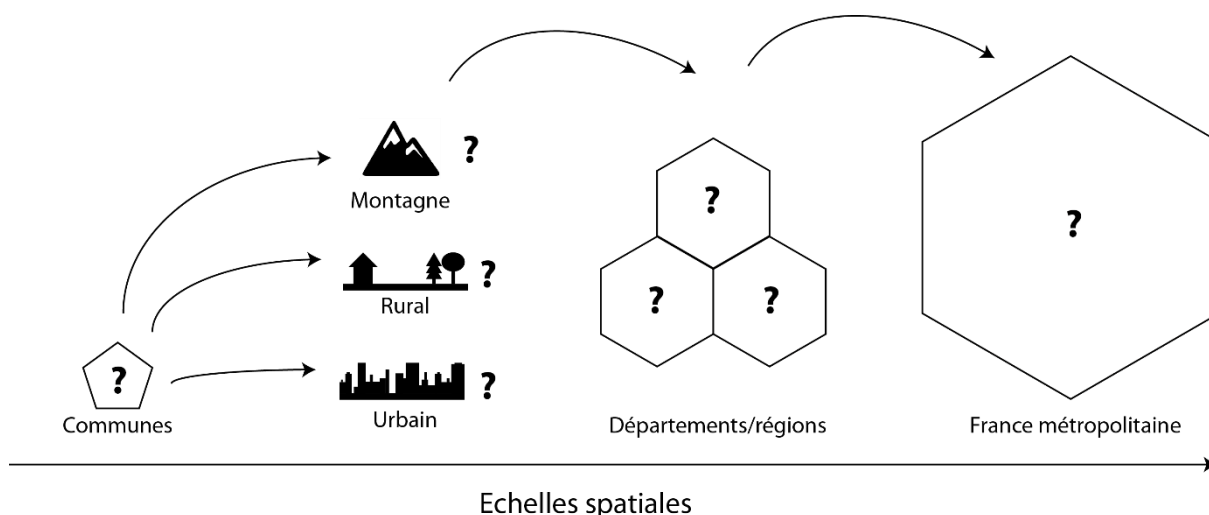 ?
Montagne
?
?
?
Rural
?
?
?
Communes
?
Urbain
Départements/régions
France métropolitaine
Echelles spatiales